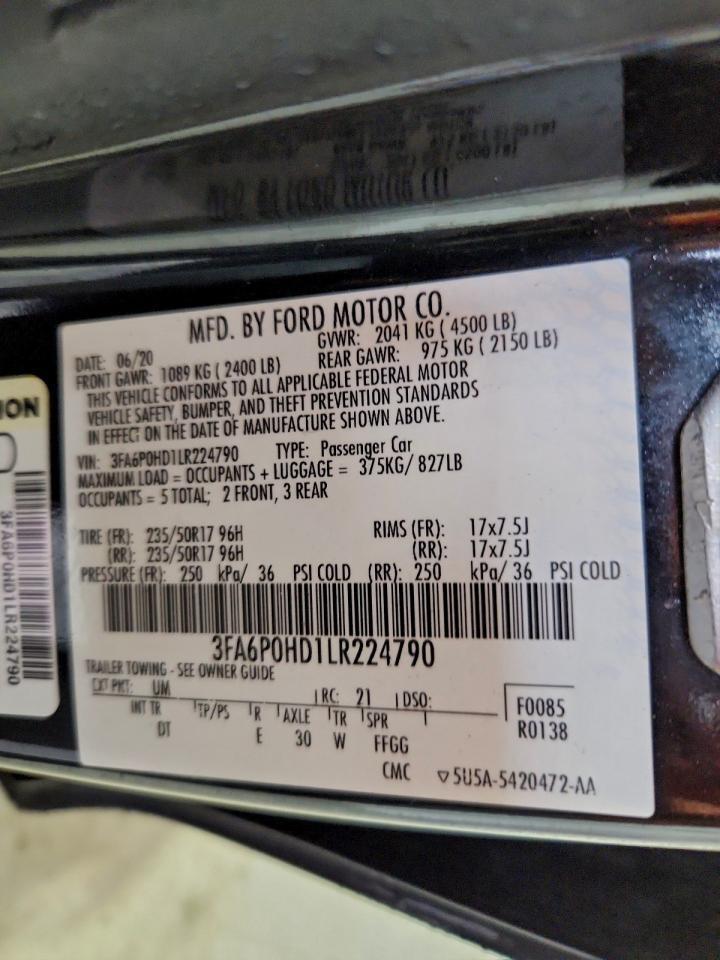 MFD. BY FORD MOTOR CO.
DATE: 06/20 GVWR: 2041 KG ( 4500 LB)
FRONT GAWR: 1089 KG ( 2400 LB) REAR GAWR: 975 KG ( 2150 LB)
THIS VEHICLE CONFORMS TO ALL APPLICABLE FEDERAL MOTOR
VEHICLE SAFETY, BUMPER, AND THEFT PREVENTION STANDARDS
IN EFFECT ON THE DATE OF MANUFACTURE SHOWN ABOVE.
VIN: 3FA6P0HD1LR224790 TYPE: Passenger Car
MAXIMUM LOAD = OCCUPANTS + LUGGAGE = 375KG/ 827LB
OCCUPANTS = 5 TOTAL; 2 FRONT, 3 REAR
TIRE (FR): 235/50R17 96H RIMS (FR): 17x7.5J
(RR): 235/50R17 96H (RR): 17x7.5J
PRESSURE (FR): 250 kPa/ 36 PSI COLD (RR): 250 kPa/ 36 PSI COLD
3FA6P0HD1LR224790
TRAILER TOWING - SEE OWNER GUIDE
EXT PNT: UM RC: 21 DSO: F0085
INT TR TP/PS R AXLE TR SPR R0138
DT E 30 W FFGG
CMC ▽5U5A-5420472-AA
ION
3FA6P0HD1LR224790